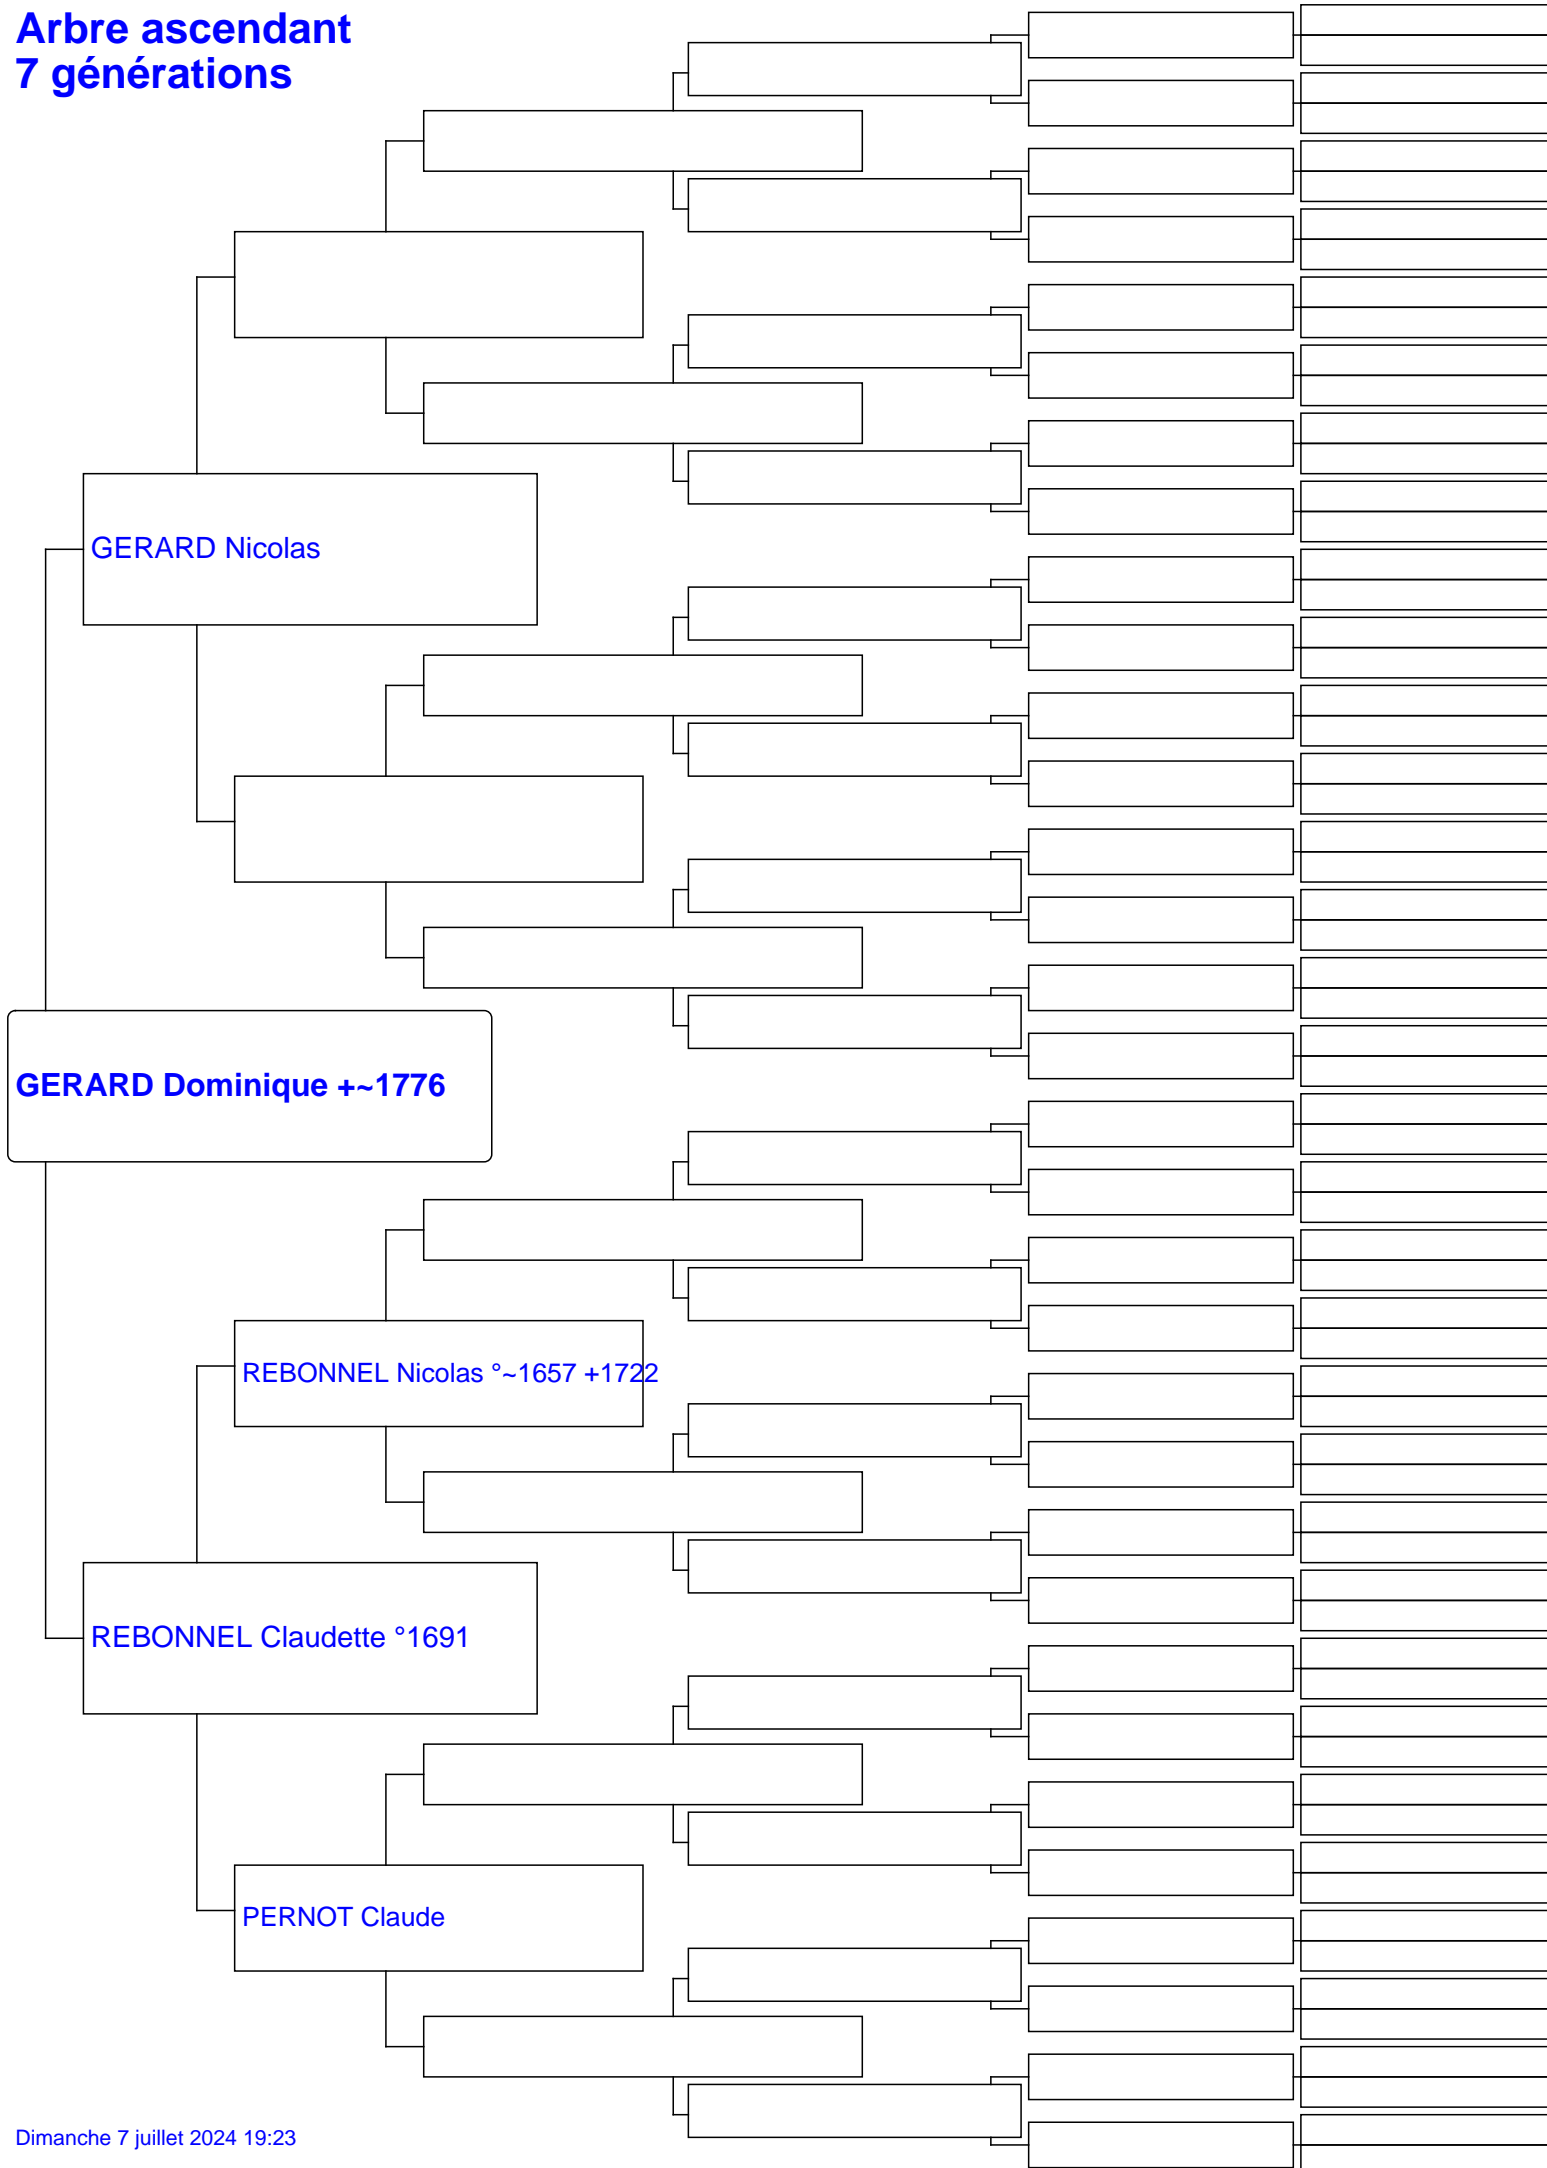 Arbre ascendant
7 générations
GERARD Nicolas
GERARD Dominique +~1776
REBONNEL Nicolas °~1657 +1722
REBONNEL Claudette °1691
PERNOT Claude
Dimanche 7 juillet 2024 19:23